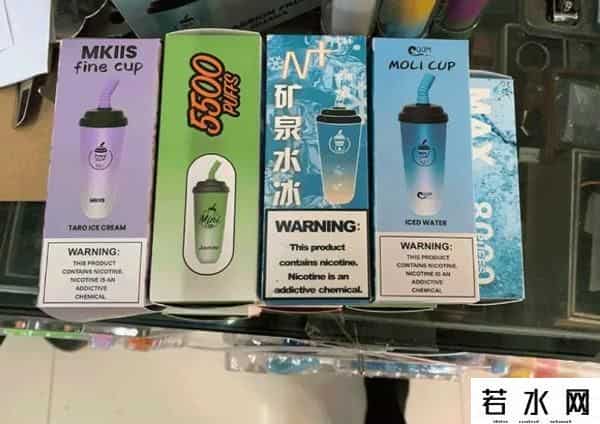 MKIIS
fine cup
MKIIS
TARO ICE CREAM
WARNING:
THIS PRODUCT
CONTAINS NICOTINE.
NICOTINE IS AN
ADDICTIVE
CHEMICAL.
5500
PUFFS
Mini
N+
矿泉水冰
WARNING:
This product
contains nicotine.
Nicotine is an
addictive chemical.
MOLI CUP
ICED WATER
WARNING:
THIS PRODUCT
CONTAINS NICOTINE.
NICOTINE IS AN
ADDICTIVE
CHEMICAL.
MAX
8000
若水网